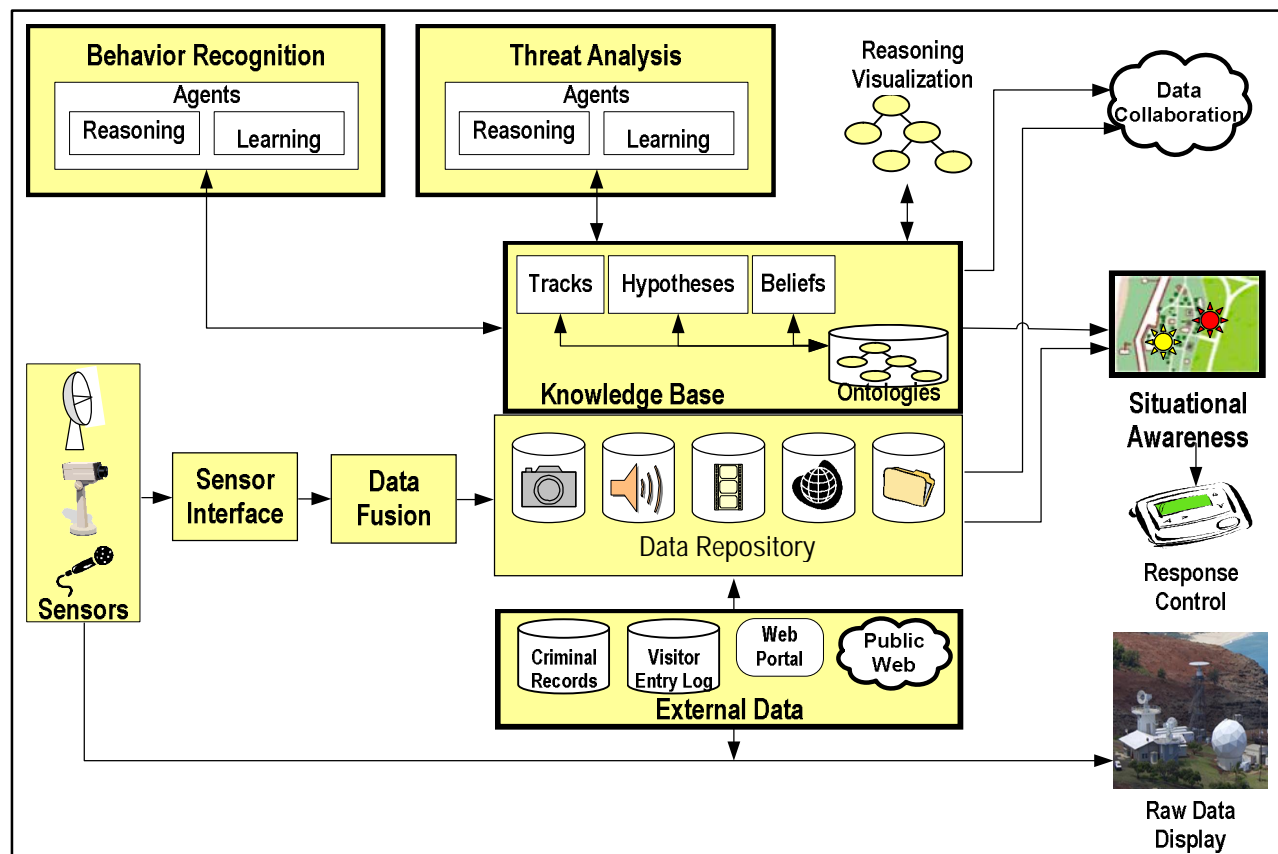 Behavior Recognition
Agents
Reasoning
Learning
Threat Analysis
Agents
Reasoning
Learning
Reasoning
Visualization
Data
Collaboration
Tracks
Hypotheses
Beliefs
Knowledge Base
Ontologies
Situational
Awareness
Sensors
Sensor
Interface
Data
Fusion
Data Repository
Response
Control
Criminal
Records
Visitor
Entry Log
Web
Portal
Public
Web
External Data
Raw Data
Display